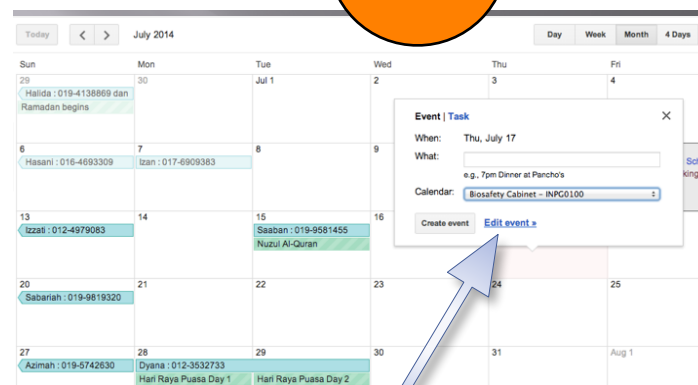 Today < > July 2014 Day Week Month 4 Days
Sun Mon Tue Wed Thu Fri
29 30 Jul 1 2 3 4
Halida : 019-4138869 dan
Ramadan begins
Event | Task ×
When: Thu, July 17
What:
e.g., 7pm Dinner at Pancho's
Calendar: Biosafety Cabinet – INPG0100
Create event Edit event »
6 7 8 9
Hasani : 016-4693309 Izan : 017-6909383
Sch
king
13 14 15 16
Izzati : 012-4979083 Saaban : 019-9581455
Nuzul Al-Quran
20 21 22 23 24 25
Sabariah : 019-9819320
27 28 29 30 31 Aug 1
Azimah : 019-5742630 Dyana : 012-3532733
Hari Raya Puasa Day 1 Hari Raya Puasa Day 2